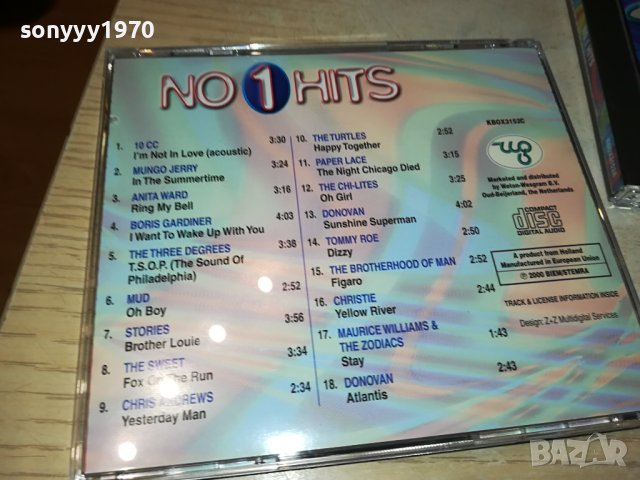 sonyyy1970
NO 1 HITS
1. 10 CC
I'm Not In Love (acoustic) 3:30
2. MUNGO JERRY
In The Summertime 3:24
3. ANITA WARD
Ring My Bell 3:16
4. BORIS GARDINER
I Want To Wake Up With You 4:03
5. THE THREE DEGREES
T.S.O.P. (The Sound Of 3:38
Philadelphia)
6. MUD 2:52
Oh Boy
7. STORIES 3:56
Brother Louie
8. THE SWEET 3:34
Fox On The Run
9. CHRIS ANDREWS 2:34
Yesterday Man
10. THE TURTLES 2:52
Happy Together
11. PAPER LACE 3:15
The Night Chicago Died
12. THE CHI-LITES 3:25
Oh Girl
13. DONOVAN 4:02
Sunshine Superman
14. TOMMY ROE 2:50
Dizzy
15. THE BROTHERHOOD OF MAN 2:52
Figaro
16. CHRISTIE 2:44
Yellow River
17. MAURICE WILLIAMS & 1:43
THE ZODIACS
Stay
18. DONOVAN 2:43
Atlantis
KBOX3152C
Marketed and distributed
by Weton-Wesgram B.V.
Oud-Beijerland, the Netherlands
COMPACT
disc
DIGITAL AUDIO
A product from Holland
Manufactured in European Union
Ⓟ 2000 BIEM/STEMRA
TRACK & LICENSE INFORMATION INSIDE
Design: Z+Z Multidigital Services
BAZAR